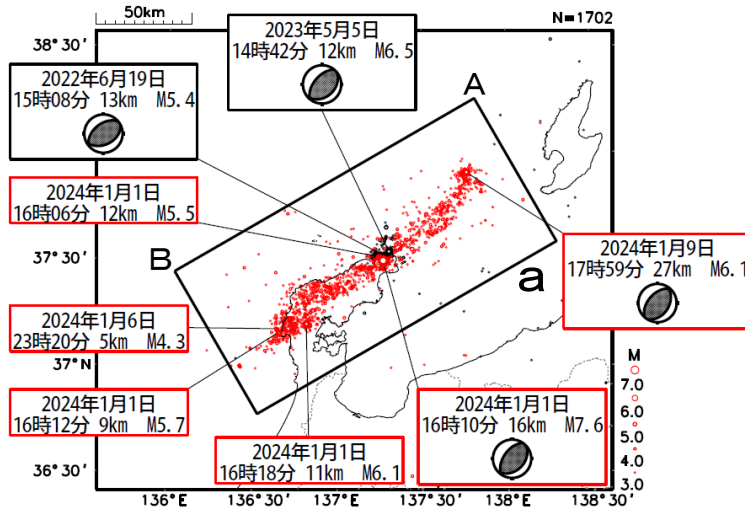 50km
N=1702
38°30′
2023年5月5日
14時42分 12km M6.5
2022年6月19日
15時08分 13km M5.4
A
2024年1月1日
16時06分 12km M5.5
37°30′
B
2024年1月9日
17時59分 27km M6.1
a
2024年1月6日
23時20分 5km M4.3
37°N
2024年1月1日
16時12分 9km M5.7
2024年1月1日
16時10分 16km M7.6
2024年1月1日
16時18分 11km M6.1
M
7.0
6.0
5.0
4.0
3.0
36°30′
136°E
136°30′
137°E
137°30′
138°E
138°30′